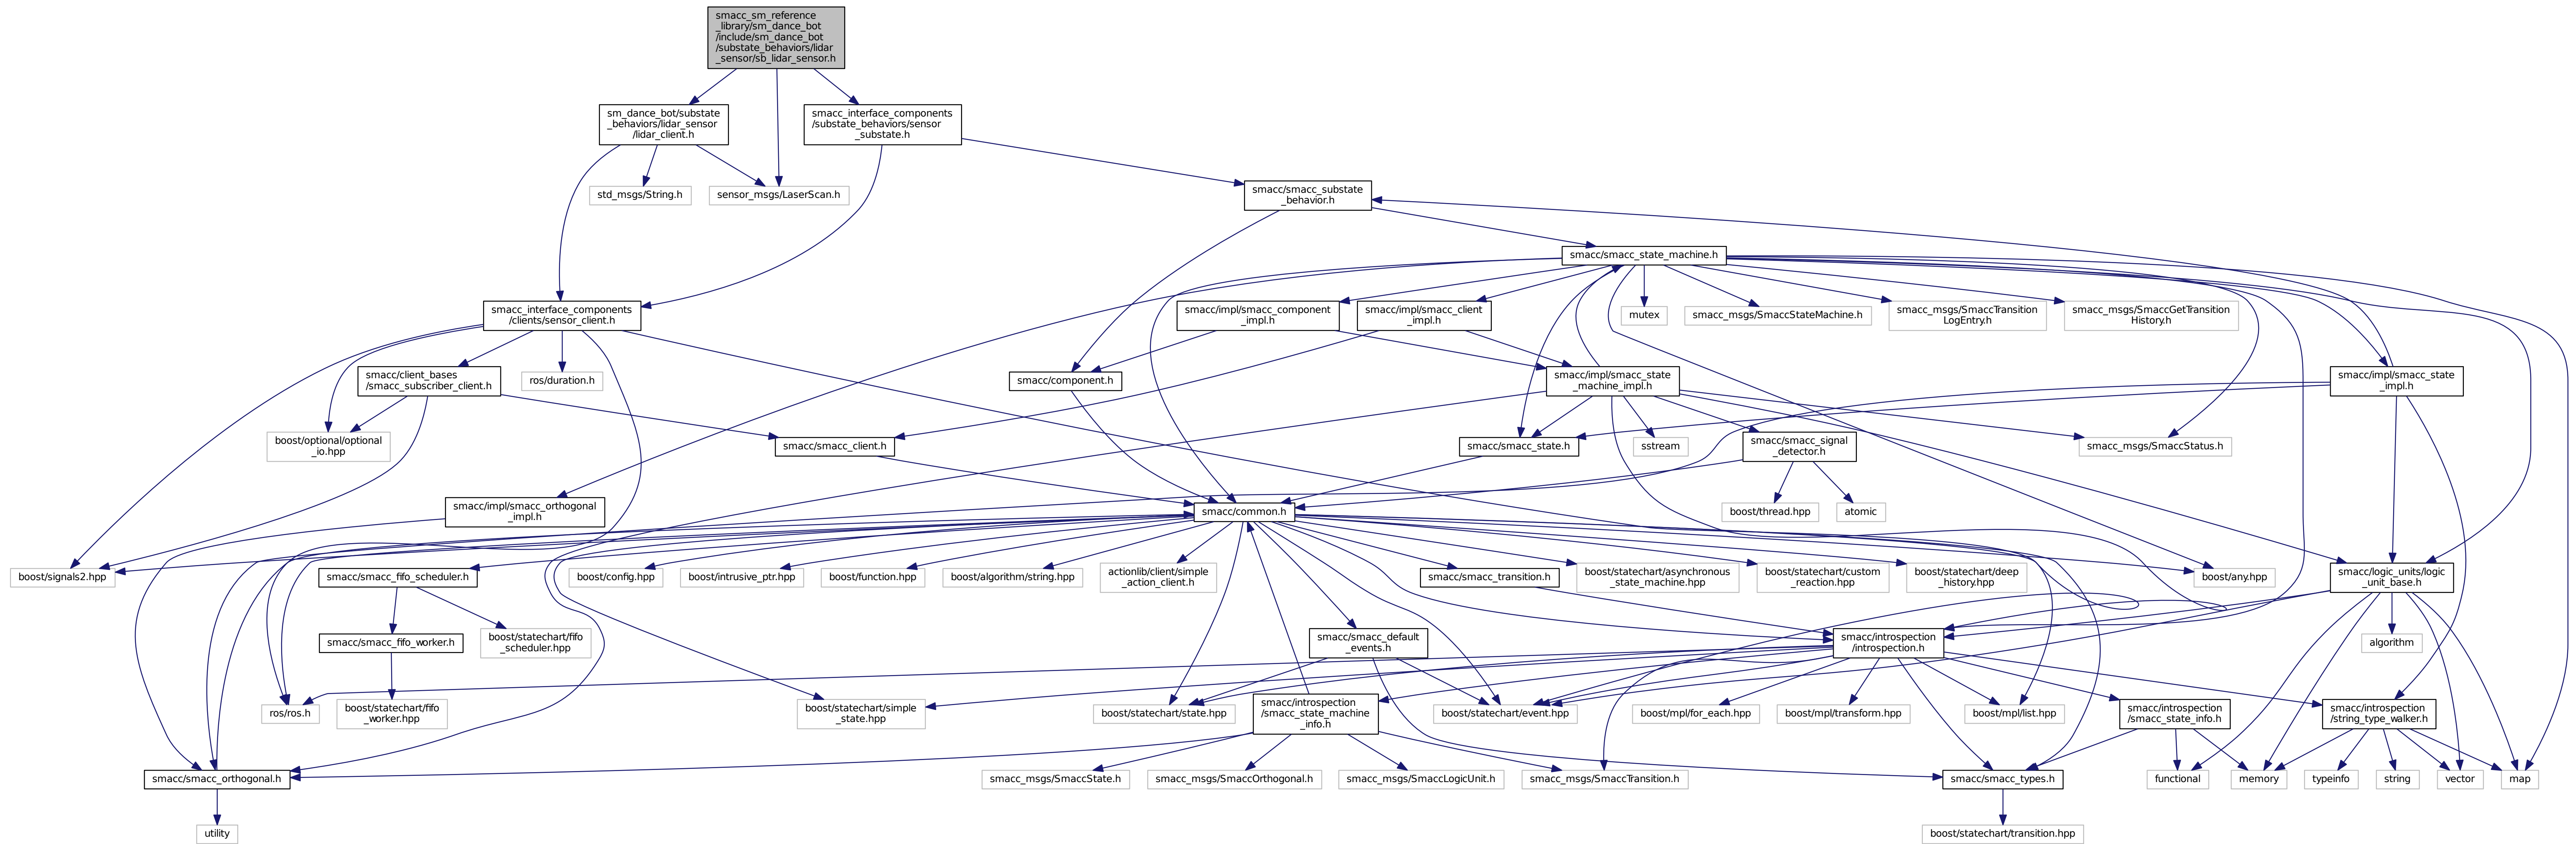 smacc_sm_reference
_library/sm_dance_bot
/include/sm_dance_bot
/substate_behaviors/lidar
_sensor/sb_lidar_sensor.h
sm_dance_bot/substate
_behaviors/lidar_sensor
/lidar_client.h
smacc_interface_components
/substate_behaviors/sensor
_substate.h
std_msgs/String.h
sensor_msgs/LaserScan.h
smacc/smacc_substate
_behavior.h
smacc/smacc_state_machine.h
smacc_interface_components
/clients/sensor_client.h
smacc/impl/smacc_component
_impl.h
smacc/impl/smacc_client
_impl.h
mutex
smacc_msgs/SmaccStateMachine.h
smacc_msgs/SmaccTransition
LogEntry.h
smacc_msgs/SmaccGetTransition
History.h
smacc/client_bases
/smacc_subscriber_client.h
ros/duration.h
smacc/component.h
smacc/impl/smacc_state
_machine_impl.h
smacc/impl/smacc_state
_impl.h
boost/optional/optional
_io.hpp
smacc/smacc_client.h
smacc/smacc_state.h
sstream
smacc/smacc_signal
_detector.h
smacc_msgs/SmaccStatus.h
smacc/impl/smacc_orthogonal
_impl.h
smacc/common.h
boost/thread.hpp
atomic
boost/signals2.hpp
smacc/smacc_fifo_scheduler.h
boost/config.hpp
boost/intrusive_ptr.hpp
boost/function.hpp
boost/algorithm/string.hpp
actionlib/client/simple
_action_client.h
smacc/smacc_transition.h
boost/statechart/asynchronous
_state_machine.hpp
boost/statechart/custom
_reaction.hpp
boost/statechart/deep
_history.hpp
boost/any.hpp
smacc/logic_units/logic
_unit_base.h
smacc/smacc_fifo_worker.h
boost/statechart/fifo
_scheduler.hpp
smacc/smacc_default
_events.h
smacc/introspection
/introspection.h
algorithm
ros/ros.h
boost/statechart/fifo
_worker.hpp
boost/statechart/simple
_state.hpp
boost/statechart/state.hpp
smacc/introspection
/smacc_state_machine
_info.h
boost/statechart/event.hpp
boost/mpl/for_each.hpp
boost/mpl/transform.hpp
boost/mpl/list.hpp
smacc/introspection
/smacc_state_info.h
smacc/introspection
/string_type_walker.h
smacc/smacc_orthogonal.h
smacc_msgs/SmaccState.h
smacc_msgs/SmaccOrthogonal.h
smacc_msgs/SmaccLogicUnit.h
smacc_msgs/SmaccTransition.h
smacc/smacc_types.h
functional
memory
typeinfo
string
vector
map
utility
boost/statechart/transition.hpp